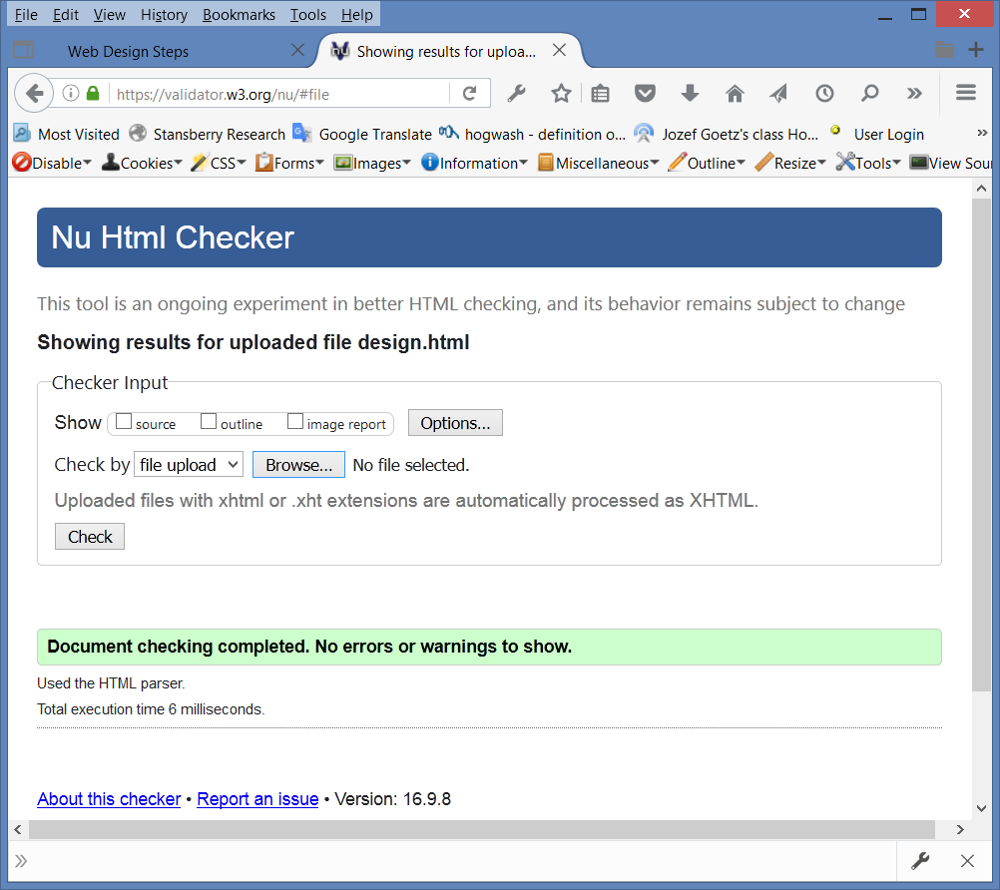 File Edit View History Bookmarks Tools Help
Web Design Steps Showing results for uploa...
https://validator.w3.org/nu/#file
Most Visited Stansberry Research Google Translate hogwash - definition o... Jozef Goetz's class Ho... User Login
Disable Cookies CSS Forms Images Information Miscellaneous Outline Resize Tools View Sour
Nu Html Checker
This tool is an ongoing experiment in better HTML checking, and its behavior remains subject to change
Showing results for uploaded file design.html
Checker Input
Show source outline image report Options...
Check by file upload Browse... No file selected.
Uploaded files with xhtml or .xht extensions are automatically processed as XHTML.
Check
Document checking completed. No errors or warnings to show.
Used the HTML parser.
Total execution time 6 milliseconds.
About this checker • Report an issue • Version: 16.9.8